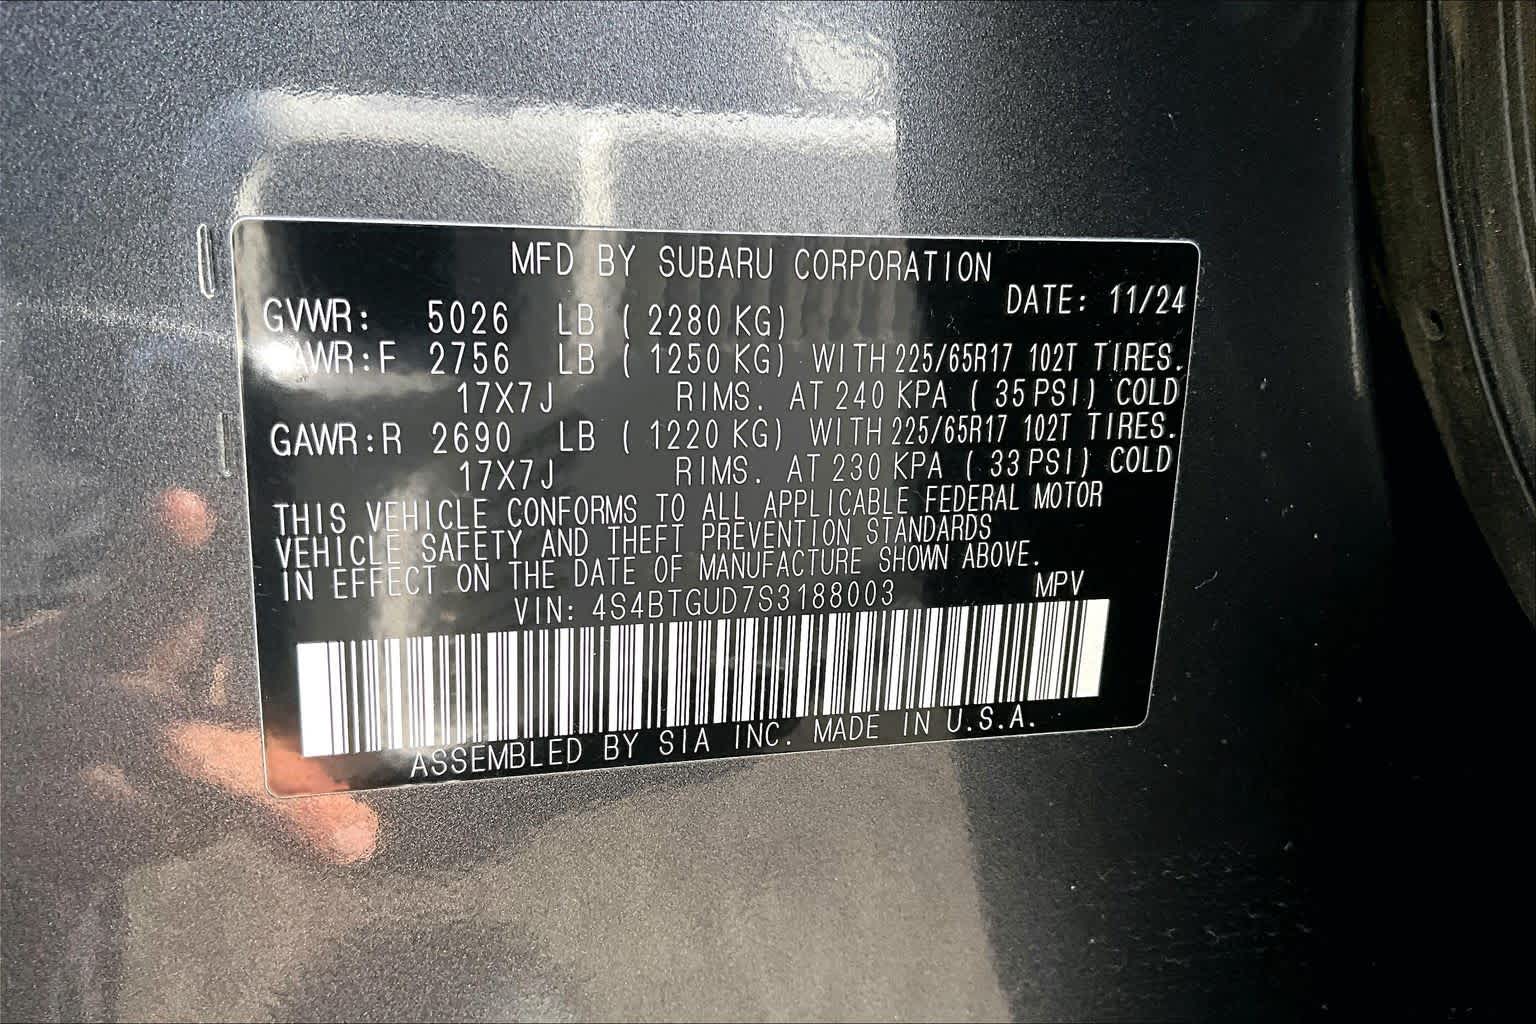 MFD BY SUBARU CORPORATION
DATE: 11/24
GVWR: 5026 LB ( 2280 KG)
GAWR:F 2756 LB ( 1250 KG) WITH 225/65R17 102T TIRES.
17X7J RIMS. AT 240 KPA ( 35 PSI) COLD
GAWR:R 2690 LB ( 1220 KG) WITH 225/65R17 102T TIRES.
17X7J RIMS. AT 230 KPA ( 33 PSI) COLD
THIS VEHICLE CONFORMS TO ALL APPLICABLE FEDERAL MOTOR
VEHICLE SAFETY AND THEFT PREVENTION STANDARDS
IN EFFECT ON THE DATE OF MANUFACTURE SHOWN ABOVE.
VIN: 4S4BTGUD7S3188003 MPV
ASSEMBLED BY SIA INC. MADE IN U.S.A.